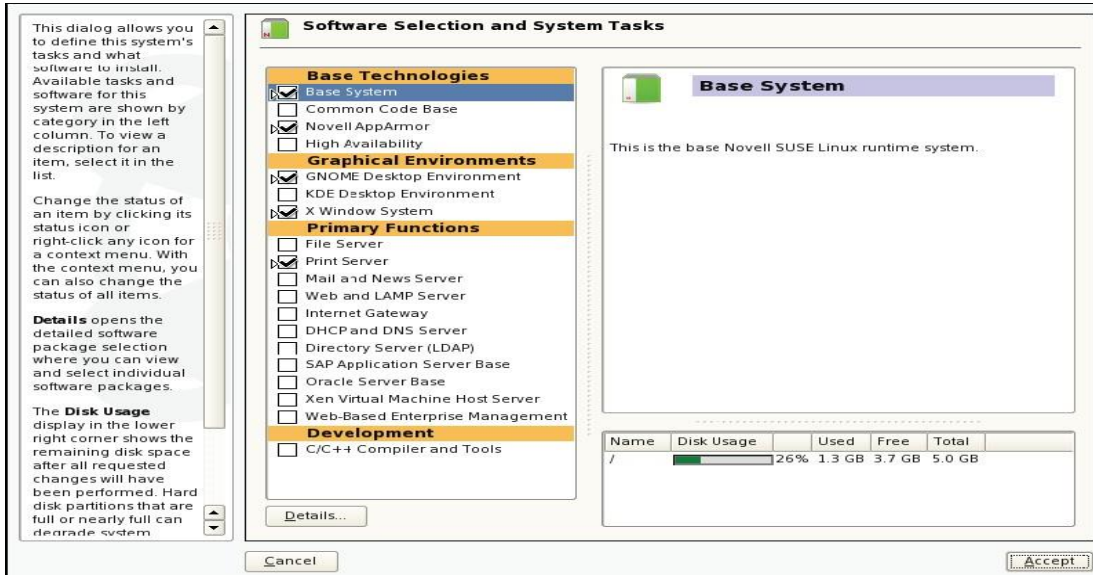 This dialog allows you
to define this system's
tasks and what
software to install.
Available tasks and
software for this
system are shown by
category in the left
column. To view a
description for an
item, select it in the
list.
Change the status of
an item by clicking its
status icon or
right-click any icon for
a context menu. With
the context menu, you
can also change the
status of all items.
Details opens the
detailed software
package selection
where you can view
and select individual
software packages.
The Disk Usage
display in the lower
right corner shows the
remaining disk space
after all requested
changes will have
been performed. Hard
disk partitions that are
full or nearly full can
degrade system
Software Selection and System Tasks
Base Technologies
Base System
Common Code Base
Novell AppArmor
High Availability
Graphical Environments
GNOME Desktop Environment
KDE Desktop Environment
X Window System
Primary Functions
File Server
Print Server
Mail and News Server
Web and LAMP Server
Internet Gateway
DHCP and DNS Server
Directory Server (LDAP)
SAP Application Server Base
Oracle Server Base
Xen Virtual Machine Host Server
Web-Based Enterprise Management
Development
C/C++ Compiler and Tools
Details...
Base System
This is the base Novell SUSE Linux runtime system.
Name Disk Usage Used Free Total
/ 26% 1.3 GB 3.7 GB 5.0 GB
Cancel
Accept